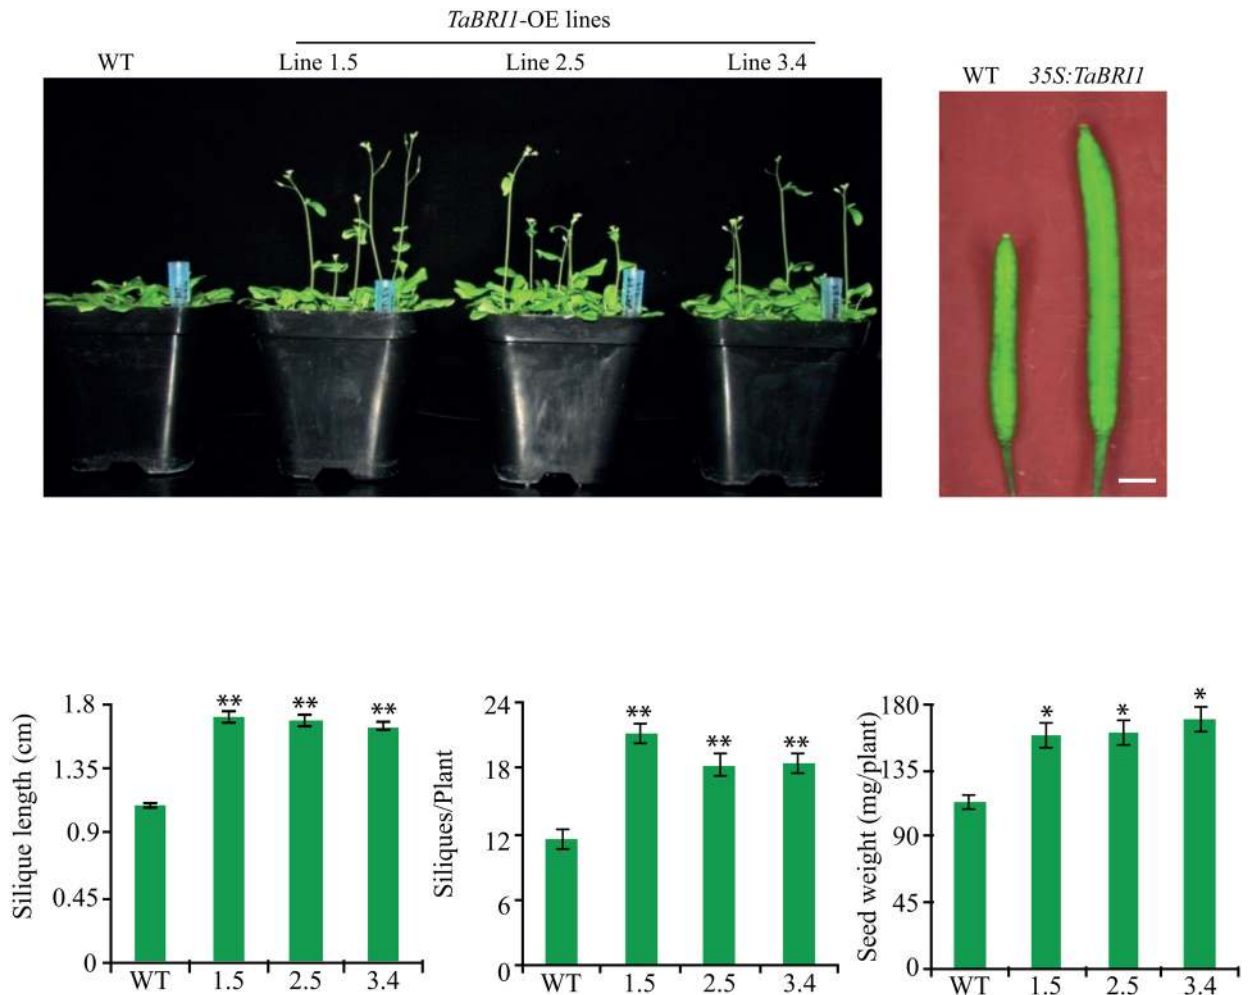 TaBRI1-OE lines
WT Line 1.5 Line 2.5 Line 3.4
WT 35S:TaBRI1
Silique length (cm)
1.8
1.35
0.9
0.45
0
** ** **
WT 1.5 2.5 3.4
Siliques/Plant
24
18
12
6
0
** ** **
WT 1.5 2.5 3.4
Seed weight (mg/plant)
180
135
90
45
0
* * *
WT 1.5 2.5 3.4